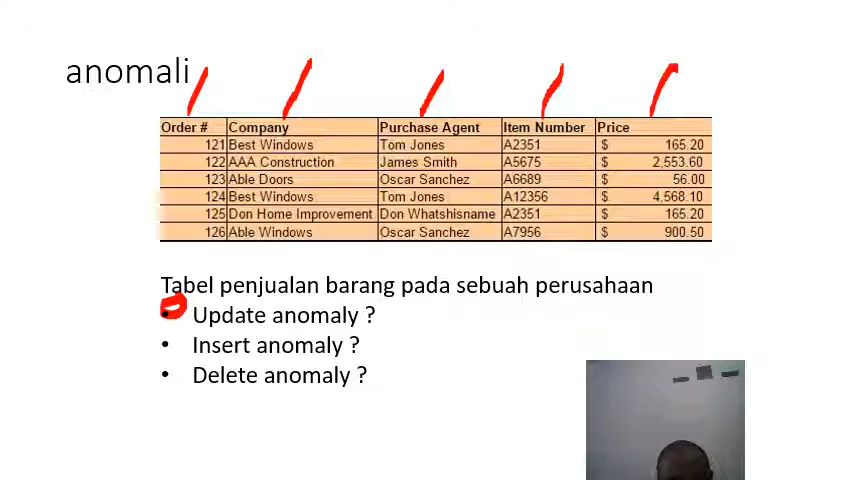 anomali
Order # Company Purchase Agent Item Number Price
121 Best Windows Tom Jones A2351 $ 165.20
122 AAA Construction James Smith A5675 $ 2,553.60
123 Able Doors Oscar Sanchez A6689 $ 56.00
124 Best Windows Tom Jones A12356 $ 4,568.10
125 Don Home Improvement Don Whatshisname A2351 $ 165.20
126 Able Windows Oscar Sanchez A7956 $ 900.50
Tabel penjualan barang pada sebuah perusahaan
• Update anomaly ?
• Insert anomaly ?
• Delete anomaly ?